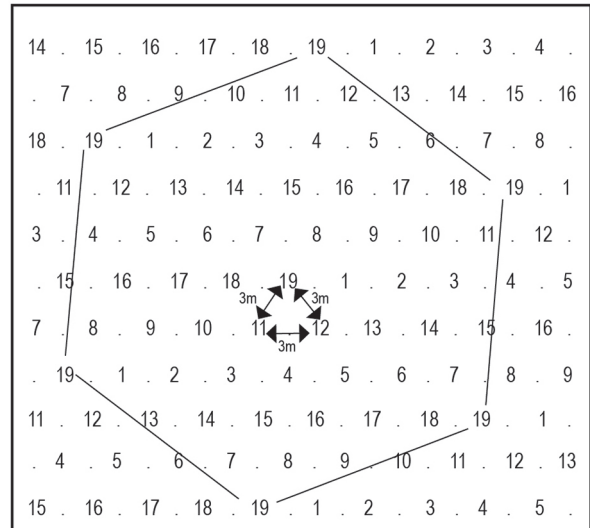 14 . 15 . 16 . 17 . 18 . 19 . 1 . 2 . 3 . 4 .
. 7 . 8 . 9 . 10 . 11 . 12 . 13 . 14 . 15 . 16
18 . 19 . 1 . 2 . 3 . 4 . 5 . 6 . 7 . 8 .
. 11 . 12 . 13 . 14 . 15 . 16 . 17 . 18 . 19 . 1
3 . 4 . 5 . 6 . 7 . 8 . 9 . 10 . 11 . 12 .
. 15 . 16 . 17 . 18 . 19 . 1 . 2 . 3 . 4 . 5
3m 3m
7 . 8 . 9 . 10 . 11 . 12 . 13 . 14 . 15 . 16 .
3m
. 19 . 1 . 2 . 3 . 4 . 5 . 6 . 7 . 8 . 9
11 . 12 . 13 . 14 . 15 . 16 . 17 . 18 . 19 . 1 .
. 4 . 5 . 6 . 7 . 8 . 9 . 10 . 11 . 12 . 13
15 . 16 . 17 . 18 . 19 . 1 . 2 . 3 . 4 . 5 .